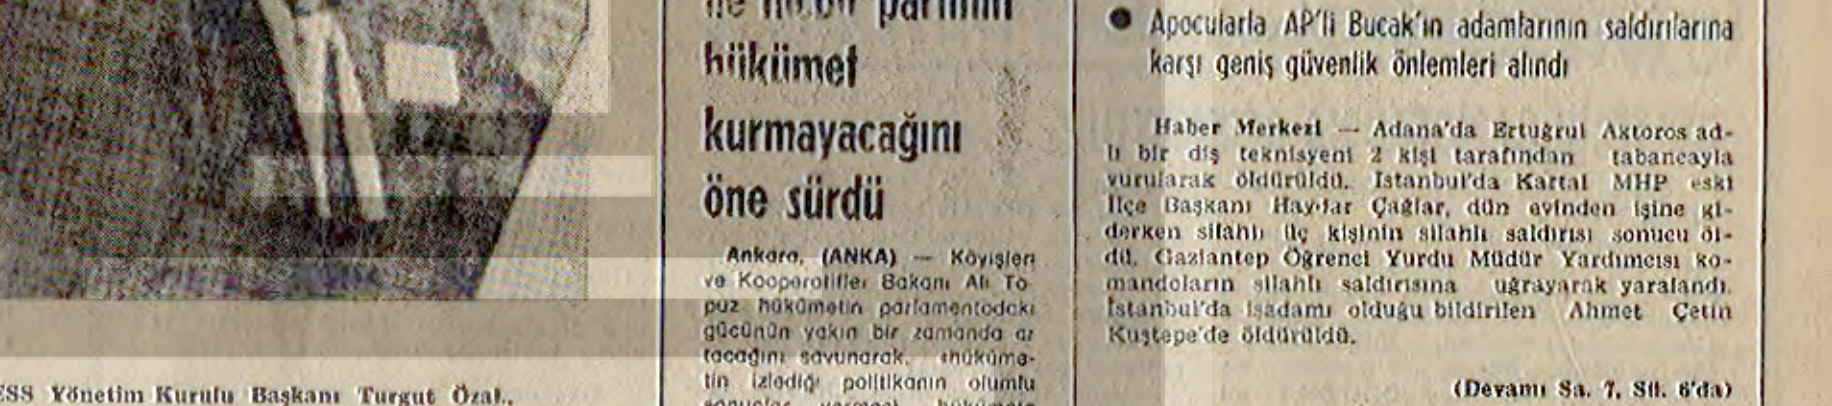 ESS Yönetim Kurulu Başkanı Turgut Özal..
partinin
hükümet
kurmayacağını
öne sürdü
Ankara, (ANKA) — Köyişleri
ve Kooperatifler Bakanı Ali To
puz hükümetin parlamentodaki
gücünün yakın bir zamanda ar
tacağını savunarak, «hüküme-
tin izlediği politikanın olumlu
● Apocularla AP'li Bucak'ın adamlarının saldırılarına
karşı geniş güvenlik önlemleri alındı
Haber Merkezi — Adana'da Ertuğrul Aktoros ad-
lı bir diş teknisyeni 2 kişi tarafından tabancayla
vurularak öldürüldü. İstanbul'da Kartal MHP eski
İlçe Başkanı Haydar Çağlar, dün evinden işine gi-
derken silahlı üç kişinin silahlı saldırısı sonucu öl-
dü. Gaziantep Öğrenci Yurdu Müdür Yardımcısı ko-
mandoların silahlı saldırısına uğrayarak yaralandı.
İstanbul'da işadamı olduğu bildirilen Ahmet Çetin
Kuştepe'de öldürüldü.
(Devamı Sa. 7, Sü. 6'da)